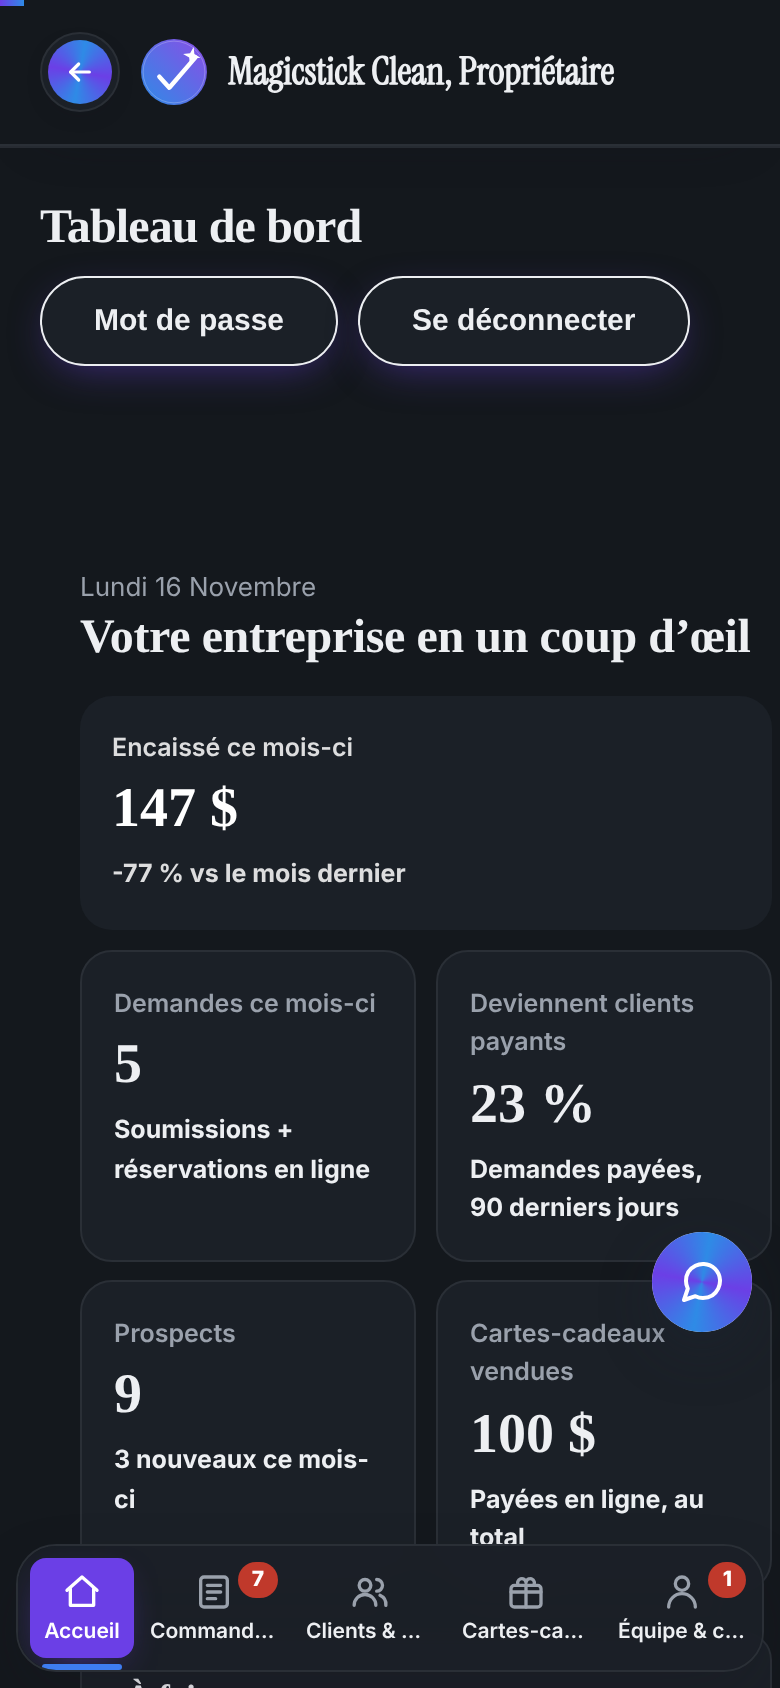 Magicstick Clean, Propriétaire
Tableau de bord
Mot de passe
Se déconnecter
Lundi 16 Novembre
Votre entreprise en un coup d’œil
Encaissé ce mois-ci
147 $
-77 % vs le mois dernier
Demandes ce mois-ci
5
Soumissions +
réservations en ligne
Deviennent clients
payants
23 %
Demandes payées,
90 derniers jours
Prospects
9
3 nouveaux ce mois-
ci
Cartes-cadeaux
vendues
100 $
Payées en ligne, au
total
Accueil
7
Command...
Clients & ...
Cartes-ca...
1
Équipe & c...